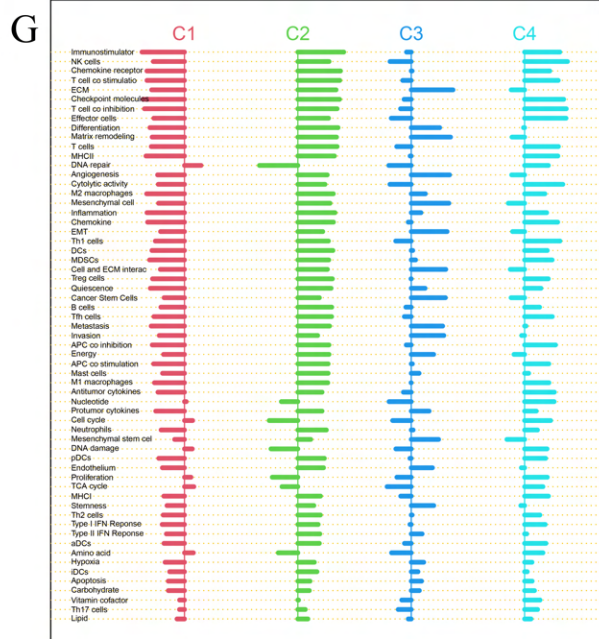 G
C1 C2 C3 C4
Immunostimulator
NK cells
Chemokine receptor
T cell co stimulatio
ECM
Checkpoint molecules
T cell co inhibition
Effector cells
Differentiation
Matrix remodeling
T cells
MHCII
DNA repair
Angiogenesis
Cytolytic activity
M2 macrophages
Mesenchymal cell
Inflammation
Chemokine
EMT
Th1 cells
DCs
MDSCs
Cell and ECM interac
Treg cells
Quiescence
Cancer Stem Cells
B cells
Tfh cells
Metastasis
Invasion
APC co inhibition
Energy
APC co stimulation
Mast cells
M1 macrophages
Antitumor cytokines
Nucleotide
Protumor cytokines
Cell cycle
Neutrophils
Mesenchymal stem cel
DNA damage
pDCs
Endothelium
Proliferation
TCA cycle
MHCI
Stemness
Th2 cells
Type I IFN Reponse
Type II IFN Reponse
aDCs
Amino acid
Hypoxia
iDCs
Apoptosis
Carbohydrate
Vitamin cofactor
Th17 cells
Lipid